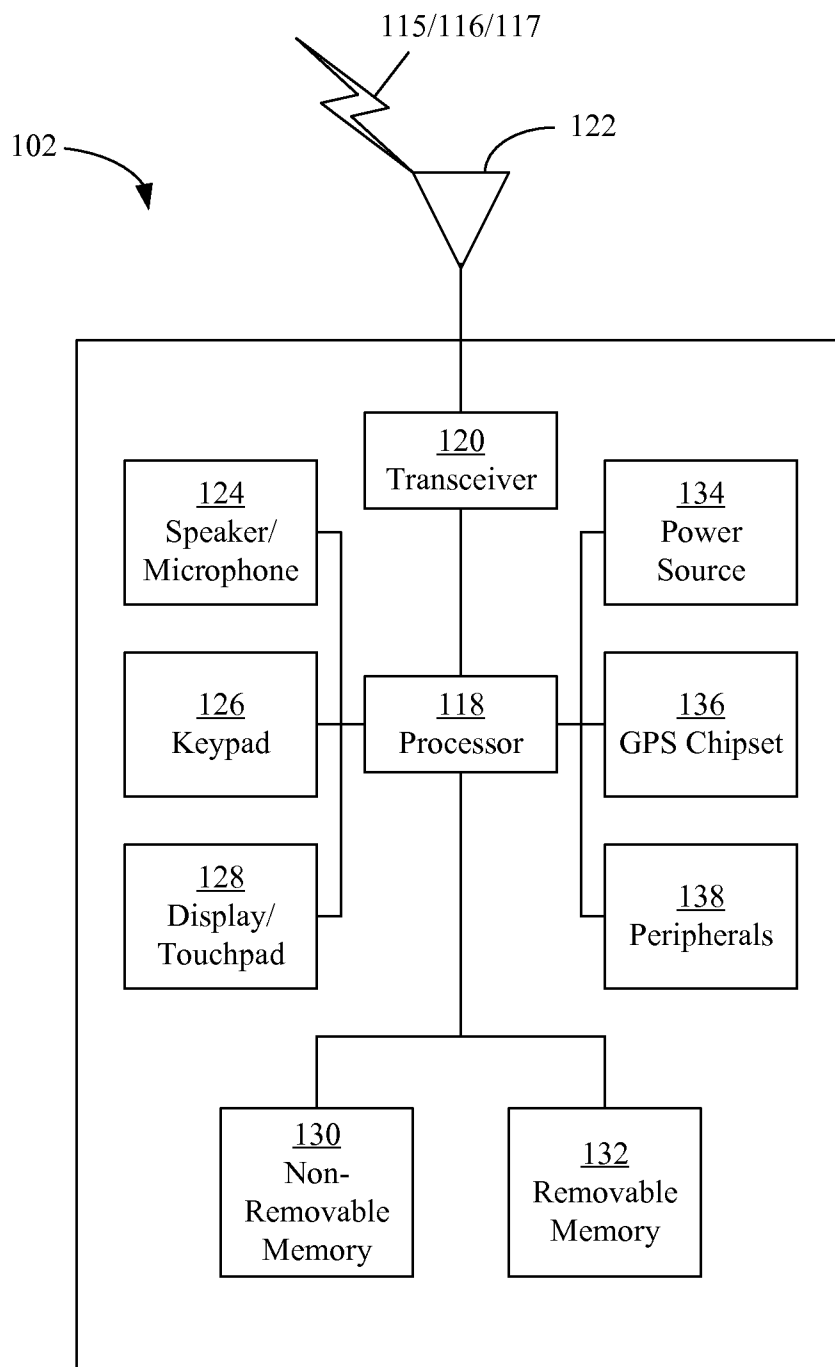 115/116/117
122
102
120
Transceiver
124
Speaker/
Microphone
134
Power
Source
126
Keypad
118
Processor
136
GPS Chipset
128
Display/
Touchpad
138
Peripherals
130
Non-
Removable
Memory
132
Removable
Memory